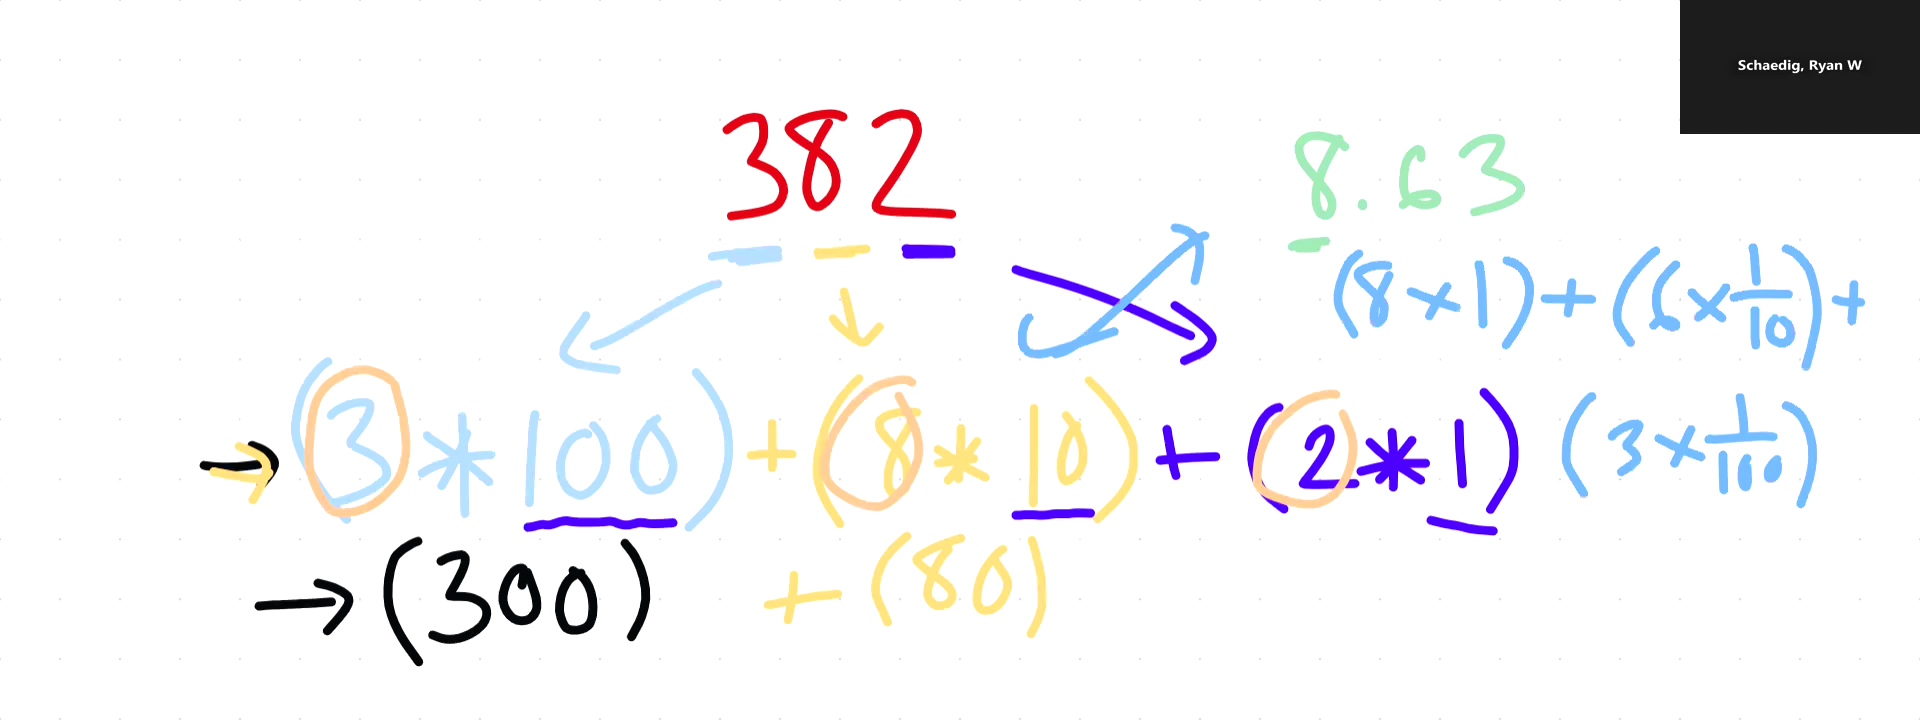 Schaedig, Ryan W
382
8.63
(8 × 1) + (6 × 1/10) +
(3 × 1/100)
→ (3 * 100) + (8 * 10) + (2 * 1)
→ (300) + (80)